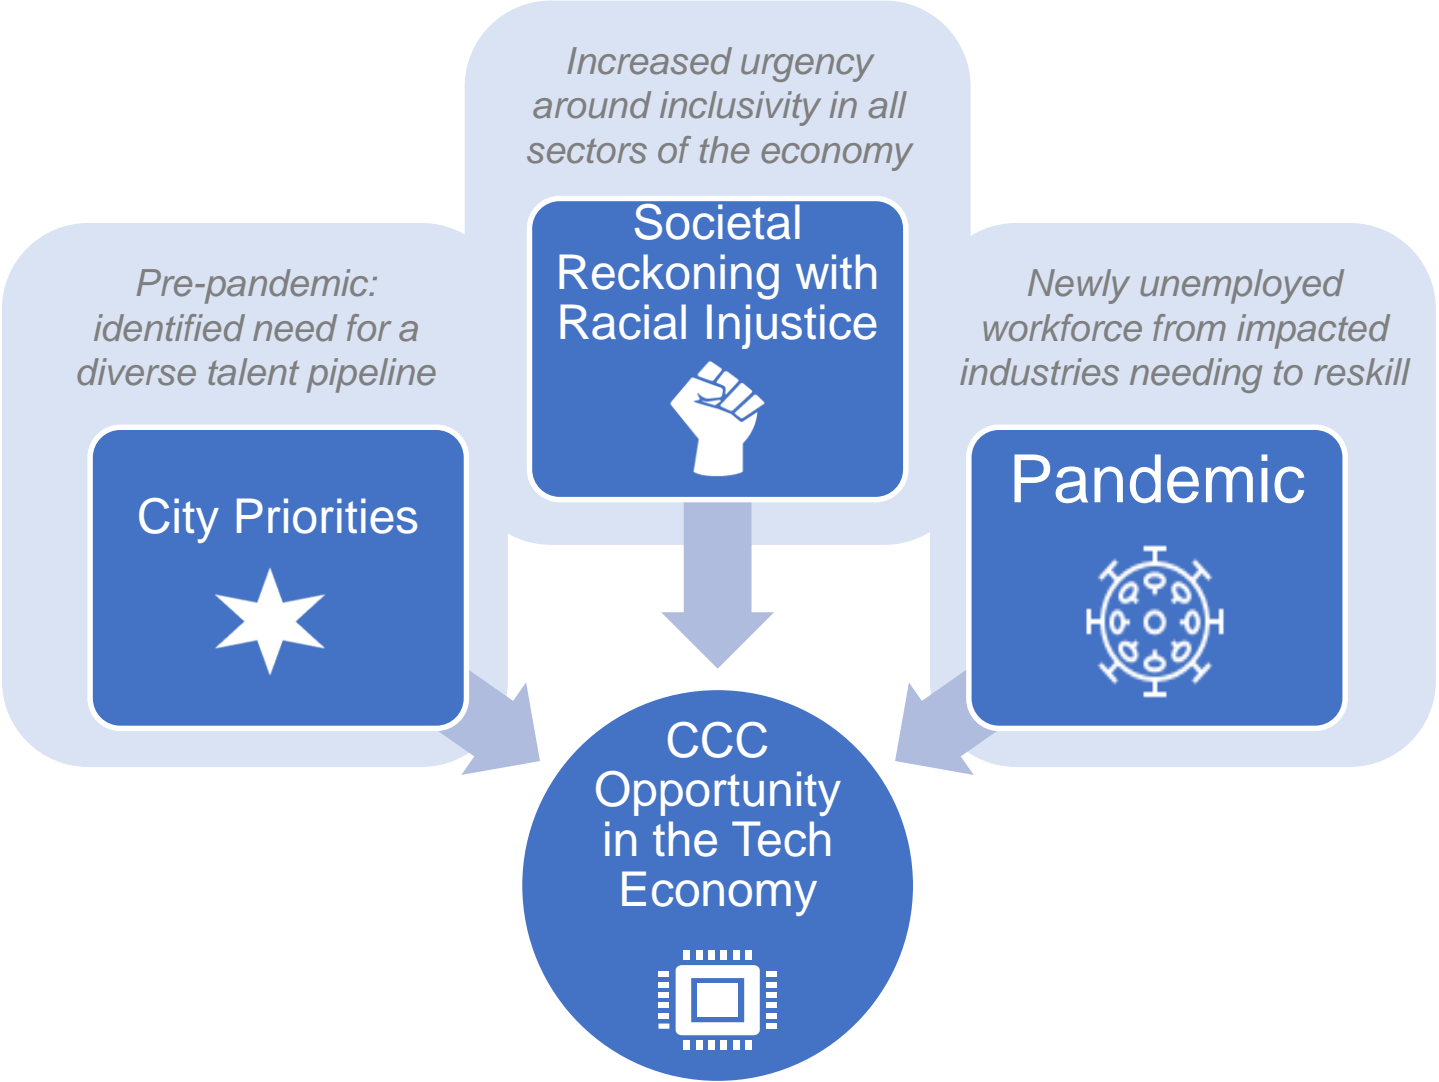 Increased urgency
around inclusivity in all
sectors of the economy
Societal
Reckoning with
Racial Injustice
Pre-pandemic:
identified need for a
diverse talent pipeline
City Priorities
Newly unemployed
workforce from impacted
industries needing to reskill
Pandemic
CCC
Opportunity
in the Tech
Economy